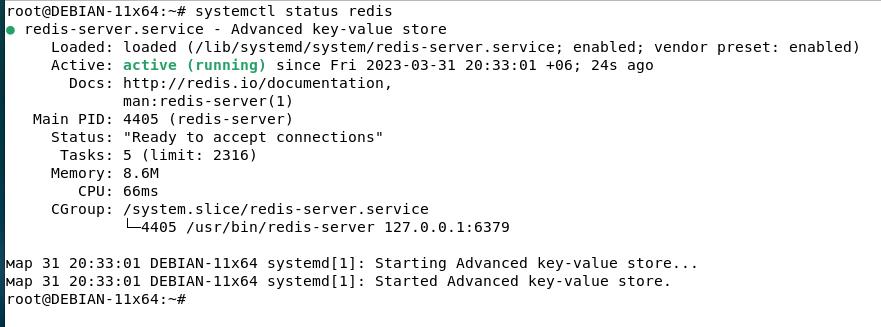 root@DEBIAN-11x64:~# systemctl status redis
● redis-server.service - Advanced key-value store
     Loaded: loaded (/lib/systemd/system/redis-server.service; enabled; vendor preset: enabled)
     Active: active (running) since Fri 2023-03-31 20:33:01 +06; 24s ago
       Docs: http://redis.io/documentation,
             man:redis-server(1)
   Main PID: 4405 (redis-server)
     Status: "Ready to accept connections"
      Tasks: 5 (limit: 2316)
     Memory: 8.6M
        CPU: 66ms
     CGroup: /system.slice/redis-server.service
             └─4405 /usr/bin/redis-server 127.0.0.1:6379
мар 31 20:33:01 DEBIAN-11x64 systemd[1]: Starting Advanced key-value store...
мар 31 20:33:01 DEBIAN-11x64 systemd[1]: Started Advanced key-value store.
root@DEBIAN-11x64:~#